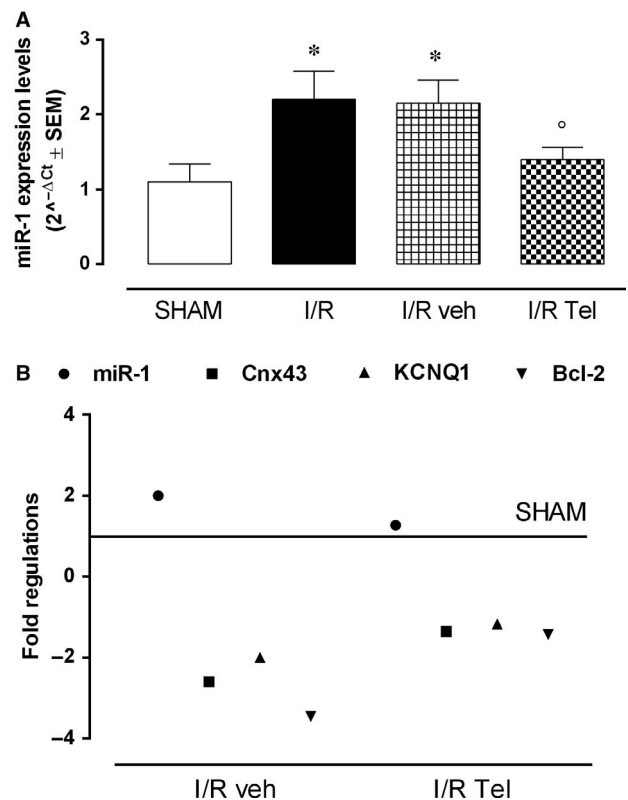 A
miR-1 expression levels
(2^-ΔCt ± SEM)
3
2
1
0
*
*
°
SHAM
I/R
I/R veh
I/R Tel
B
● miR-1 ■ Cnx43 ▲ KCNQ1 ▼ Bcl-2
Fold regulations
4
2
0
−2
−4
SHAM
I/R veh
I/R Tel